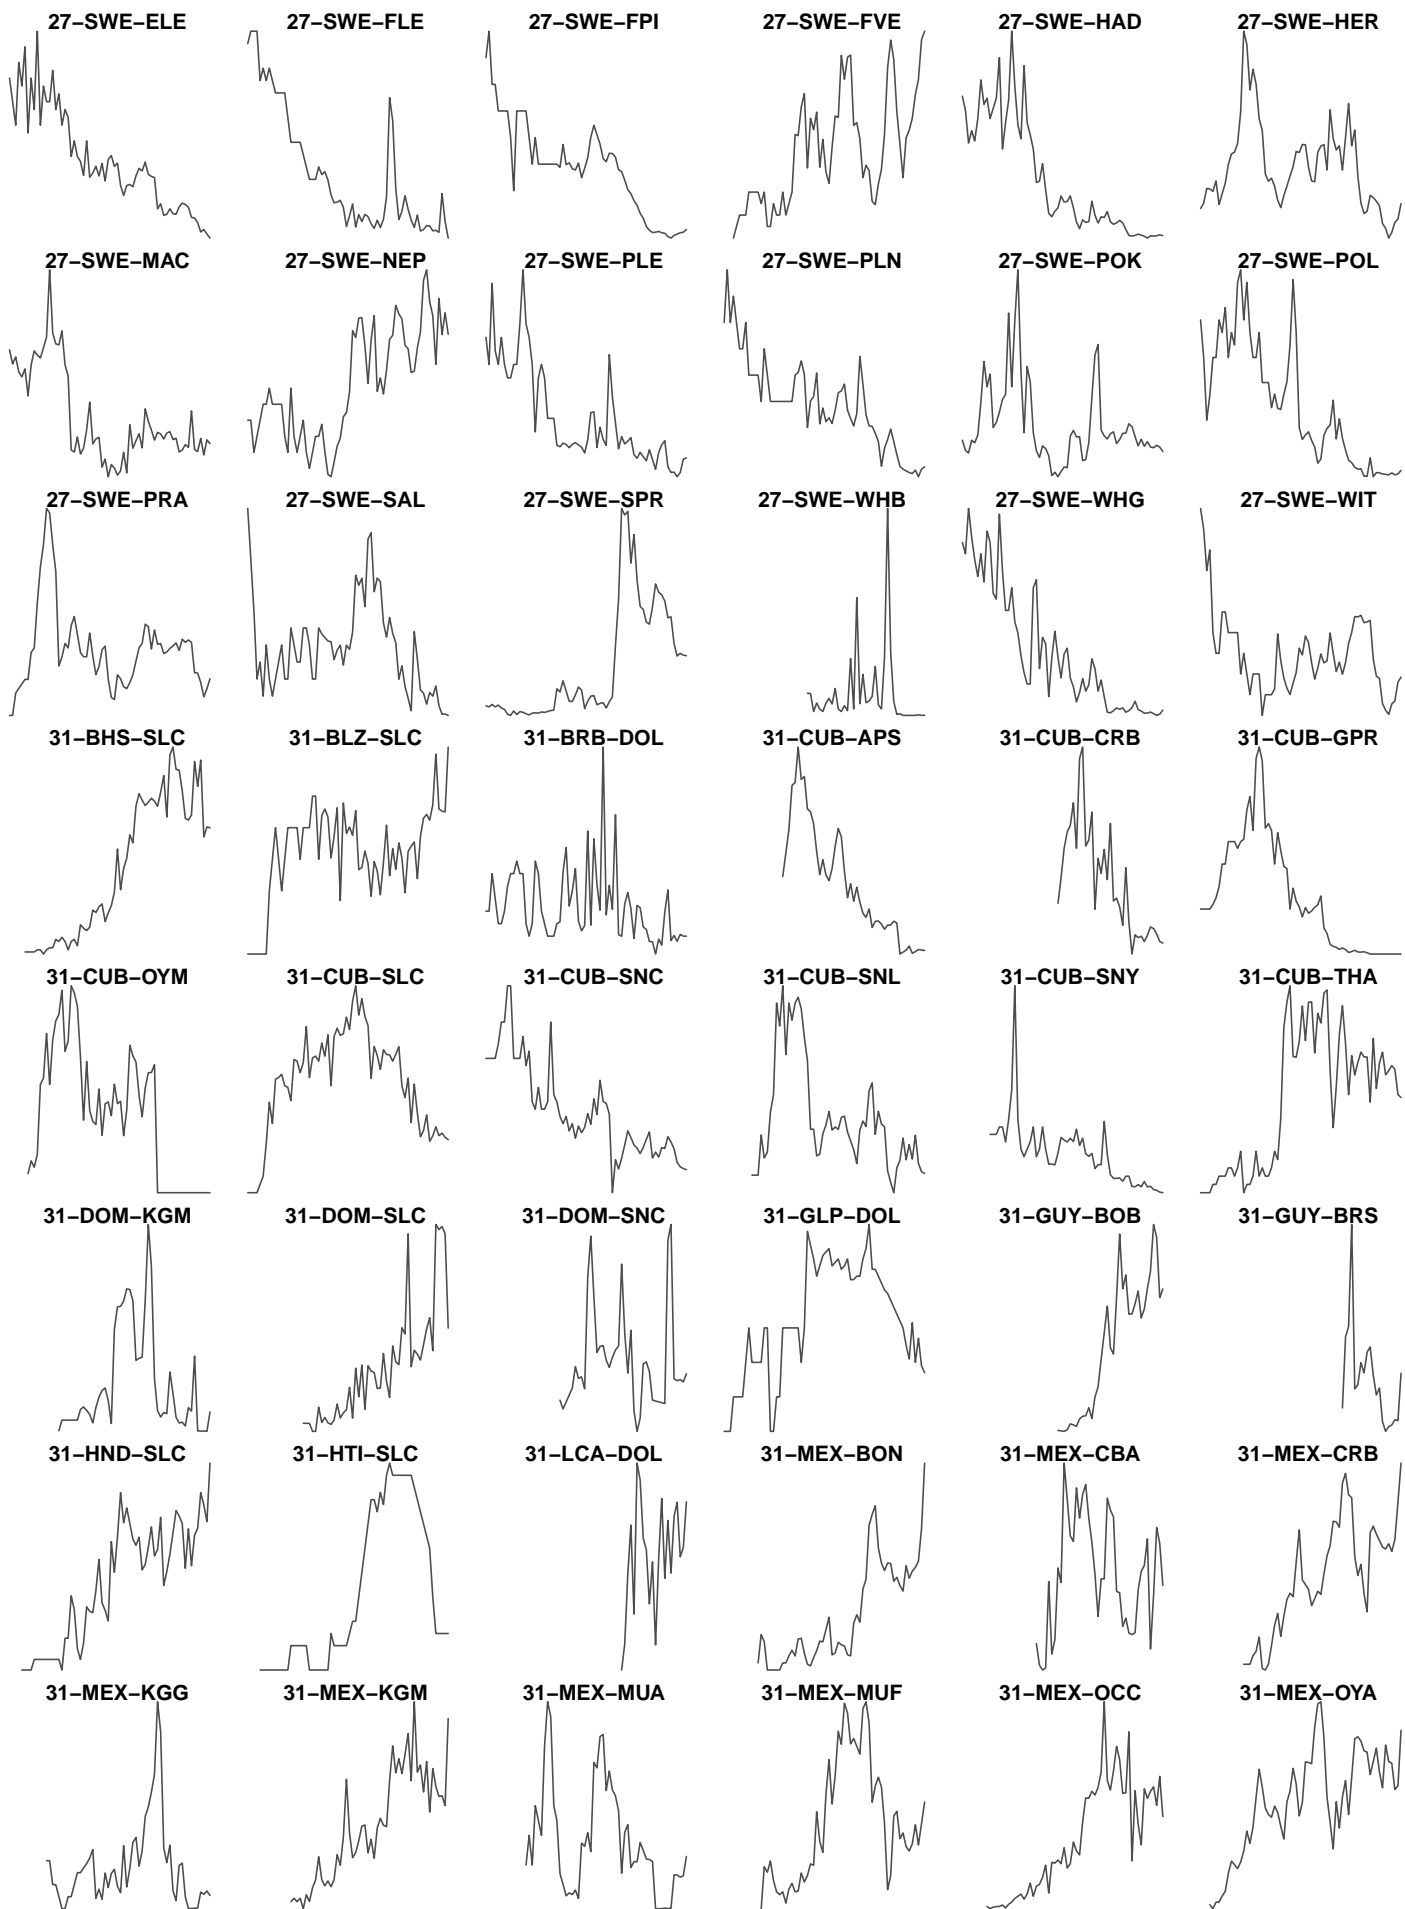 27–SWE–ELE 27–SWE–FLE 27–SWE–FPI 27–SWE–FVE 27–SWE–HAD 27–SWE–HER
27–SWE–MAC 27–SWE–NEP 27–SWE–PLE 27–SWE–PLN 27–SWE–POK 27–SWE–POL
27–SWE–PRA 27–SWE–SAL 27–SWE–SPR 27–SWE–WHB 27–SWE–WHG 27–SWE–WIT
31–BHS–SLC 31–BLZ–SLC 31–BRB–DOL 31–CUB–APS 31–CUB–CRB 31–CUB–GPR
31–CUB–OYM 31–CUB–SLC 31–CUB–SNC 31–CUB–SNL 31–CUB–SNY 31–CUB–THA
31–DOM–KGM 31–DOM–SLC 31–DOM–SNC 31–GLP–DOL 31–GUY–BOB 31–GUY–BRS
31–HND–SLC 31–HTI–SLC 31–LCA–DOL 31–MEX–BON 31–MEX–CBA 31–MEX–CRB
31–MEX–KGG 31–MEX–KGM 31–MEX–MUA 31–MEX–MUF 31–MEX–OCC 31–MEX–OYA